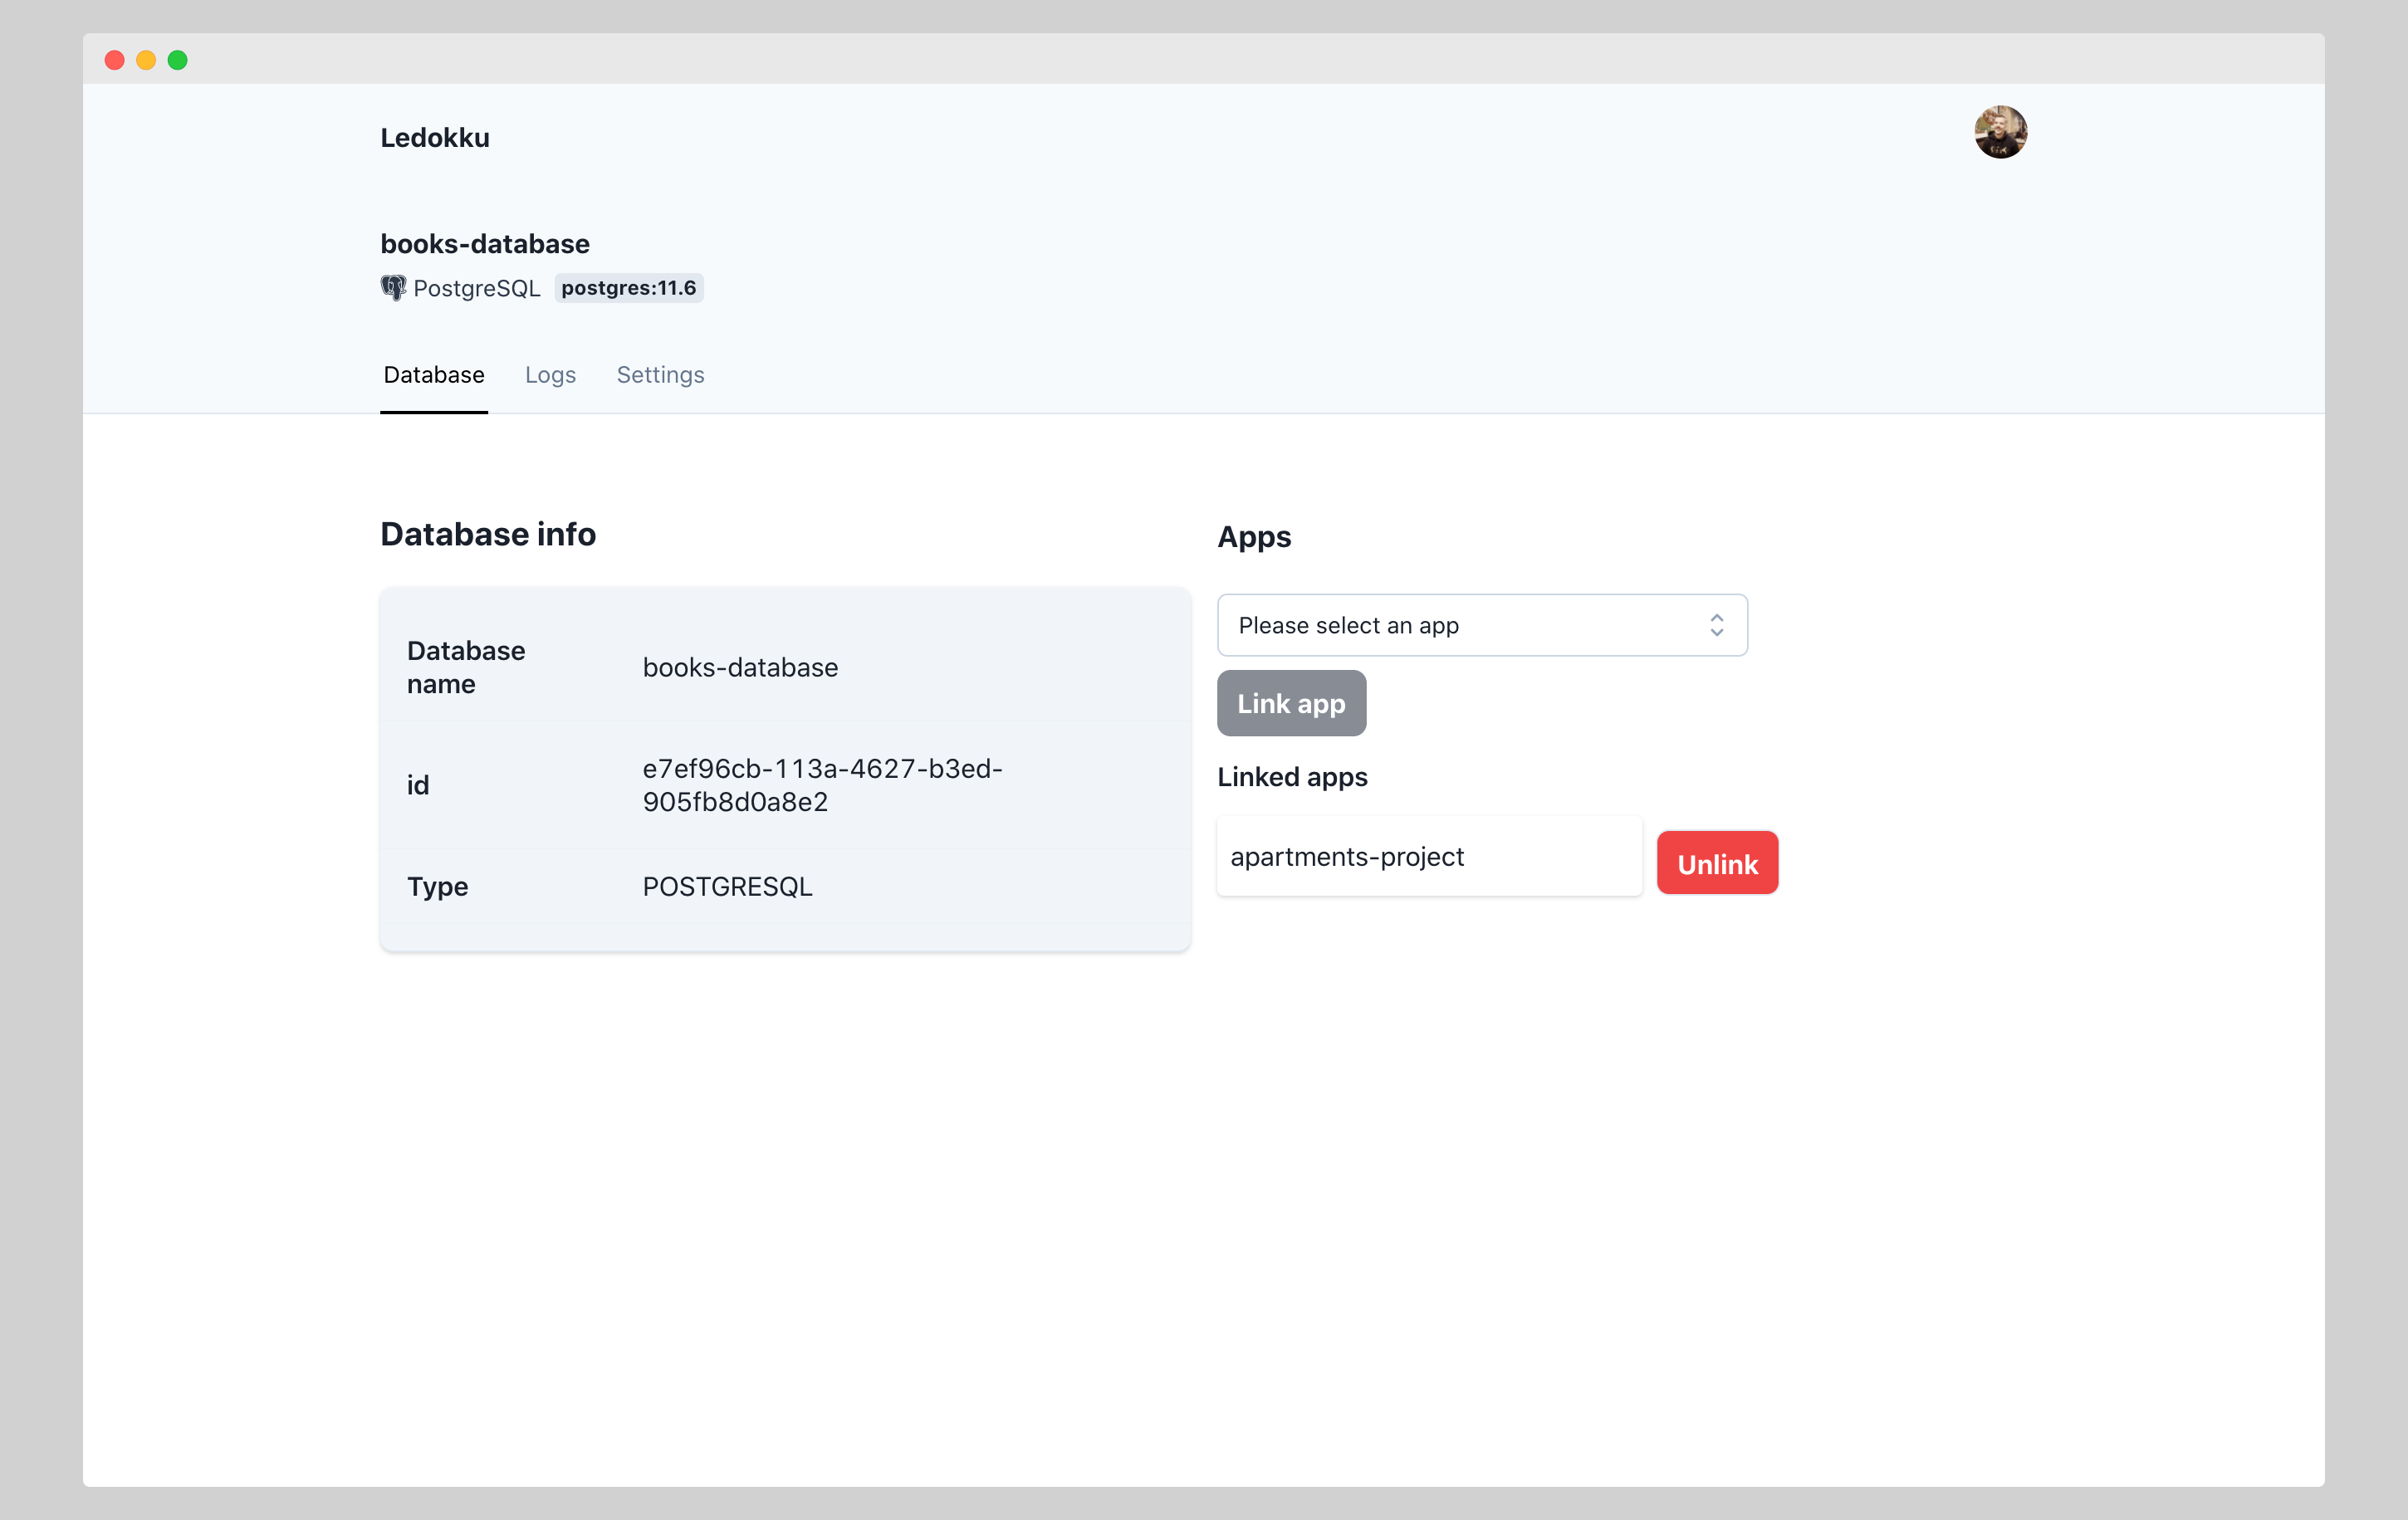 Ledokku
books-database
PostgreSQL postgres:11.6
Database Logs Settings
Database info
Database
name
books-database
id
e7ef96cb-113a-4627-b3ed-
905fb8d0a8e2
Type
POSTGRESQL
Apps
Please select an app
Link app
Linked apps
apartments-project
Unlink